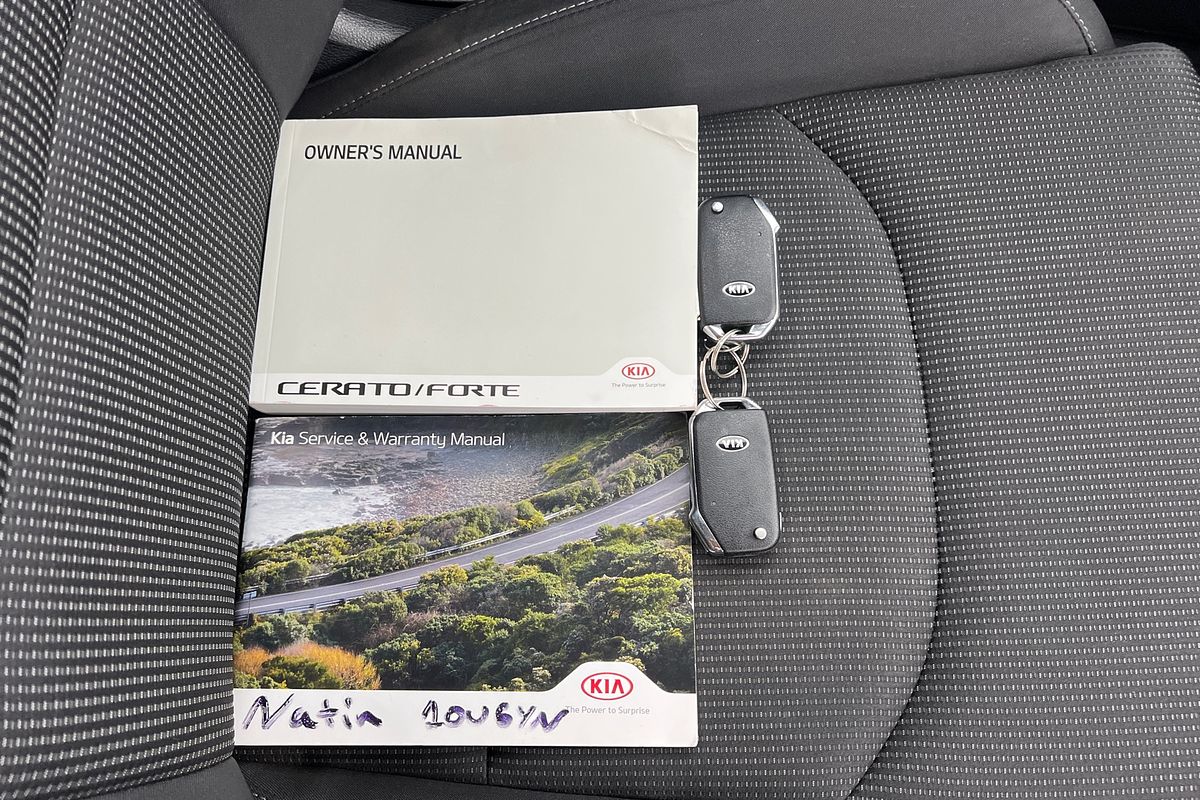 OWNER'S MANUAL
KIA
The Power to Surprise
CERATO/FORTE
KIA
KIA
Kia Service & Warranty Manual
KIA
The Power to Surprise
Natin 1OU6YN